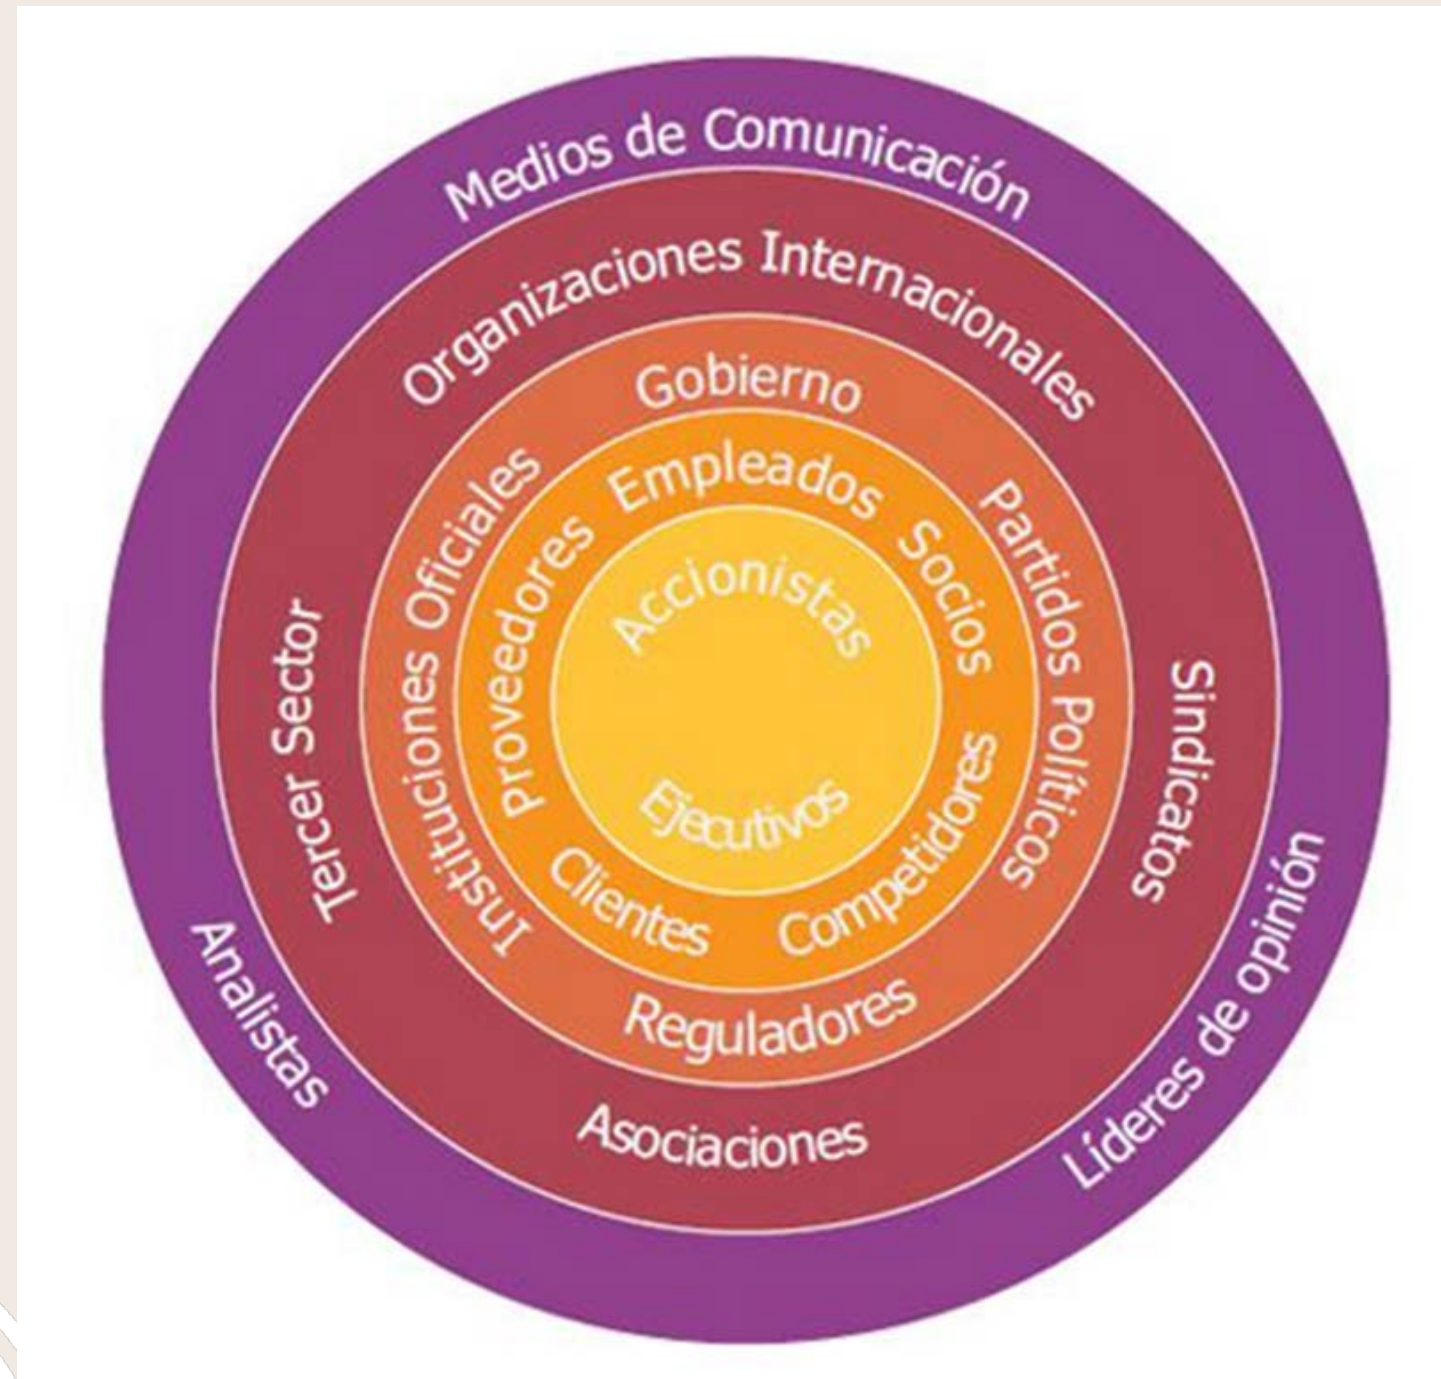 Medios de Comunicación
Líderes de opinión
Analistas
Organizaciones Internacionales
Sindicatos
Asociaciones
Tercer Sector
Gobierno
Partidos Políticos
Reguladores
Instituciones Oficiales
Empleados
Socios
Competidores
Clientes
Proveedores
Accionistas
Ejecutivos